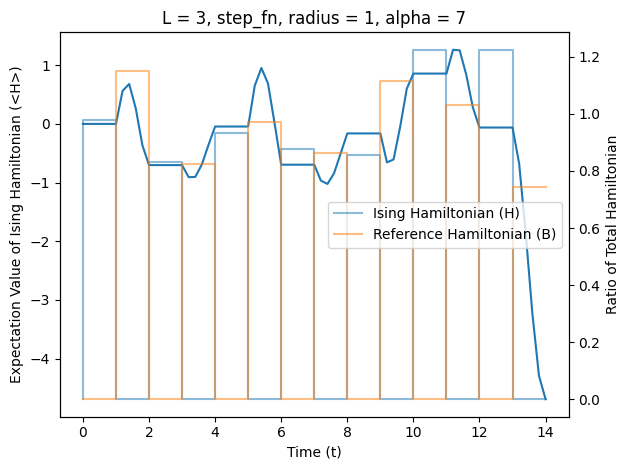 L = 3, step_fn, radius = 1, alpha = 7
Expectation Value of Ising Hamiltonian (<H>)
1
0
−1
−2
−3
−4
Ising Hamiltonian (H)
Reference Hamiltonian (B)
1.2
1.0
0.8
0.6
0.4
0.2
0.0
Ratio of Total Hamiltonian
0 2 4 6 8 10 12 14
Time (t)